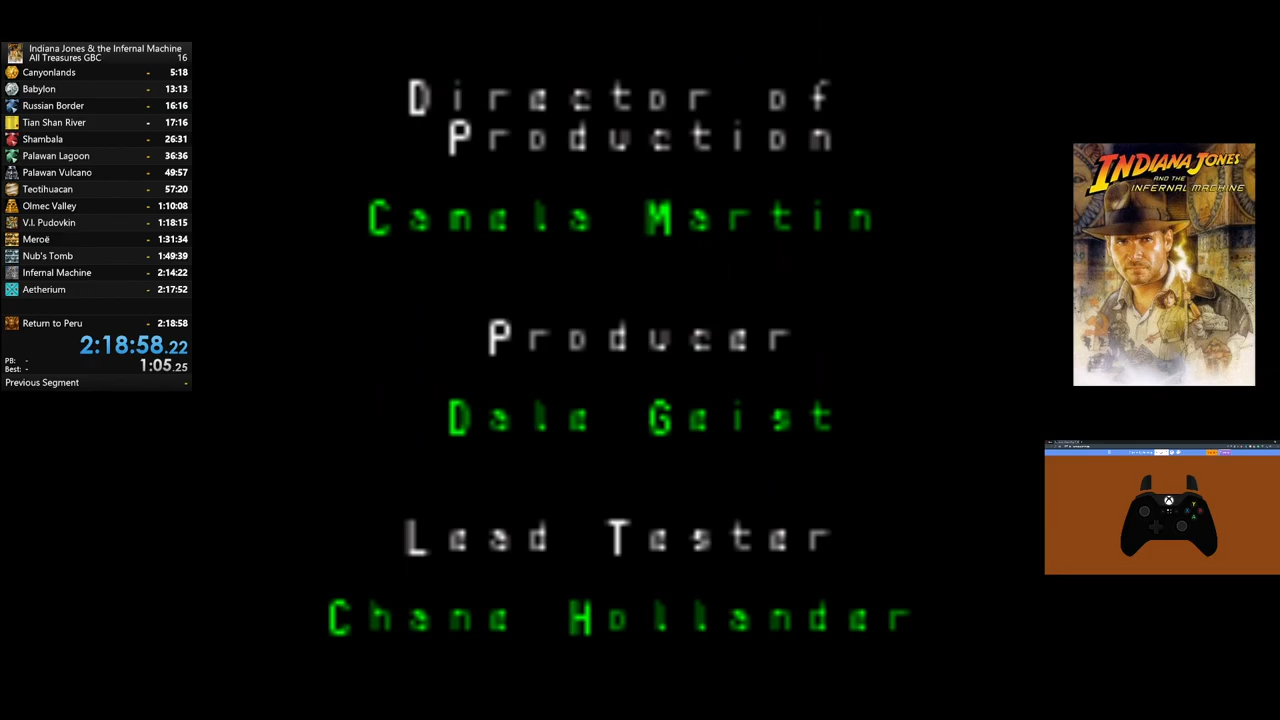 Indiana Jones & the Infernal Machine
All Treasures GBC 16
Canyonlands - 5:18
Babylon - 13:13
Russian Border - 16:16
Tian Shan River - 17:16
Shambala - 26:31
Palawan Lagoon - 36:36
Palawan Vulcano - 49:57
Teotihuacan - 57:20
Olmec Valley - 1:10:08
V.I. Pudovkin - 1:18:15
Meroë - 1:31:34
Nub's Tomb - 1:49:39
Infernal Machine - 2:14:22
Aetherium - 2:17:52
Return to Peru - 2:18:58
2:18:58.22
PB: -
Best: -
1:05.25
Previous Segment -
Director of
Production
Canela Martin
Producer
Dale Geist
Lead Tester
Chane Hollander
INDIANA JONES
AND THE
INFERNAL MACHINE